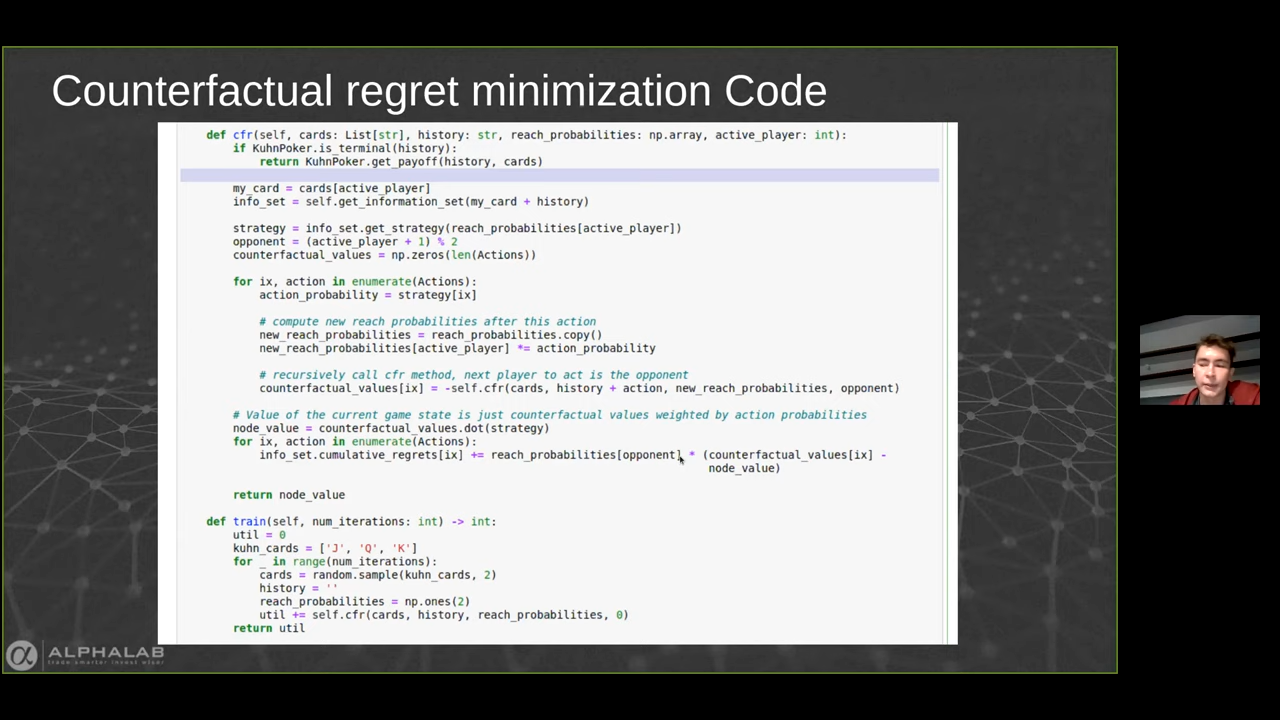 Counterfactual regret minimization Code
def cfr(self, cards: List[str], history: str, reach_probabilities: np.array, active_player: int):
if KuhnPoker.is_terminal(history):
return KuhnPoker.get_payoff(history, cards)
my_card = cards[active_player]
info_set = self.get_information_set(my_card + history)
strategy = info_set.get_strategy(reach_probabilities[active_player])
opponent = (active_player + 1) % 2
counterfactual_values = np.zeros(len(Actions))
for ix, action in enumerate(Actions):
action_probability = strategy[ix]
# compute new reach probabilities after this action
new_reach_probabilities = reach_probabilities.copy()
new_reach_probabilities[active_player] *= action_probability
# recursively call cfr method, next player to act is the opponent
counterfactual_values[ix] = -self.cfr(cards, history + action, new_reach_probabilities, opponent)
# Value of the current game state is just counterfactual values weighted by action probabilities
node_value = counterfactual_values.dot(strategy)
for ix, action in enumerate(Actions):
info_set.cumulative_regrets[ix] += reach_probabilities[opponent] * (counterfactual_values[ix] -
node_value)
return node_value
def train(self, num_iterations: int) -> int:
util = 0
kuhn_cards = ['J', 'Q', 'K']
for _ in range(num_iterations):
cards = random.sample(kuhn_cards, 2)
history = ''
reach_probabilities = np.ones(2)
util += self.cfr(cards, history, reach_probabilities, 0)
return util
ALPHALAB
trade smarter invest wiser